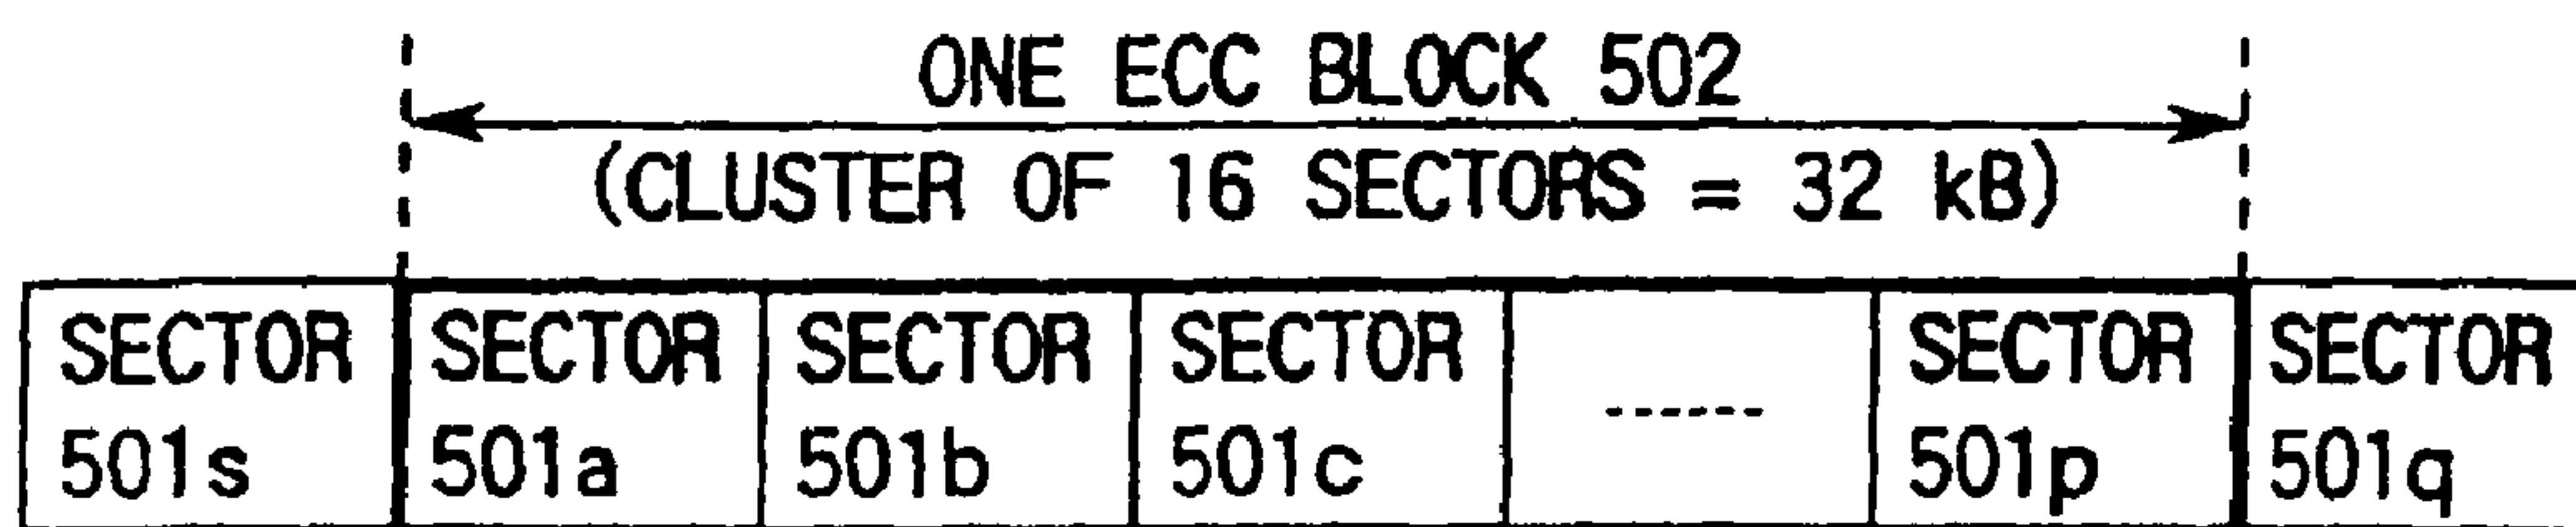 ONE ECC BLOCK 502
(CLUSTER OF 16 SECTORS = 32 kB)
SECTOR SECTOR SECTOR SECTOR ------ SECTOR SECTOR
501s 501a 501b 501c 501p 501q